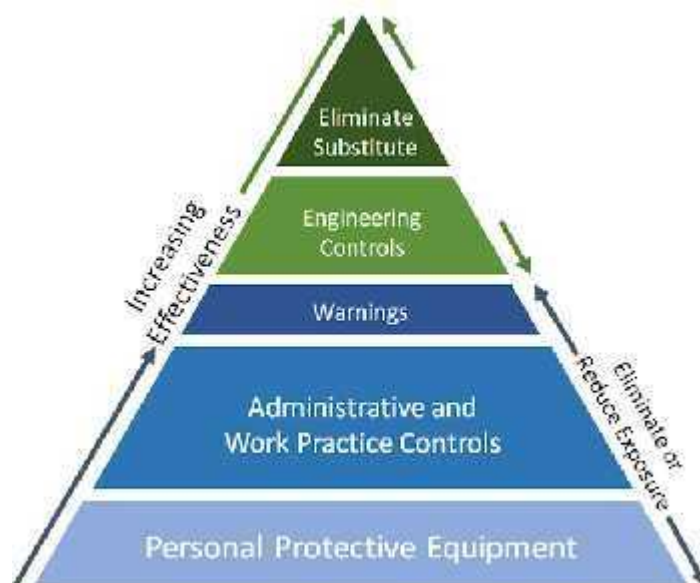 Eliminate
Substitute
Engineering
Controls
Warnings
Administrative and
Work Practice Controls
Personal Protective Equipment
Increasing
Effectiveness
Eliminate or
Reduce Exposure